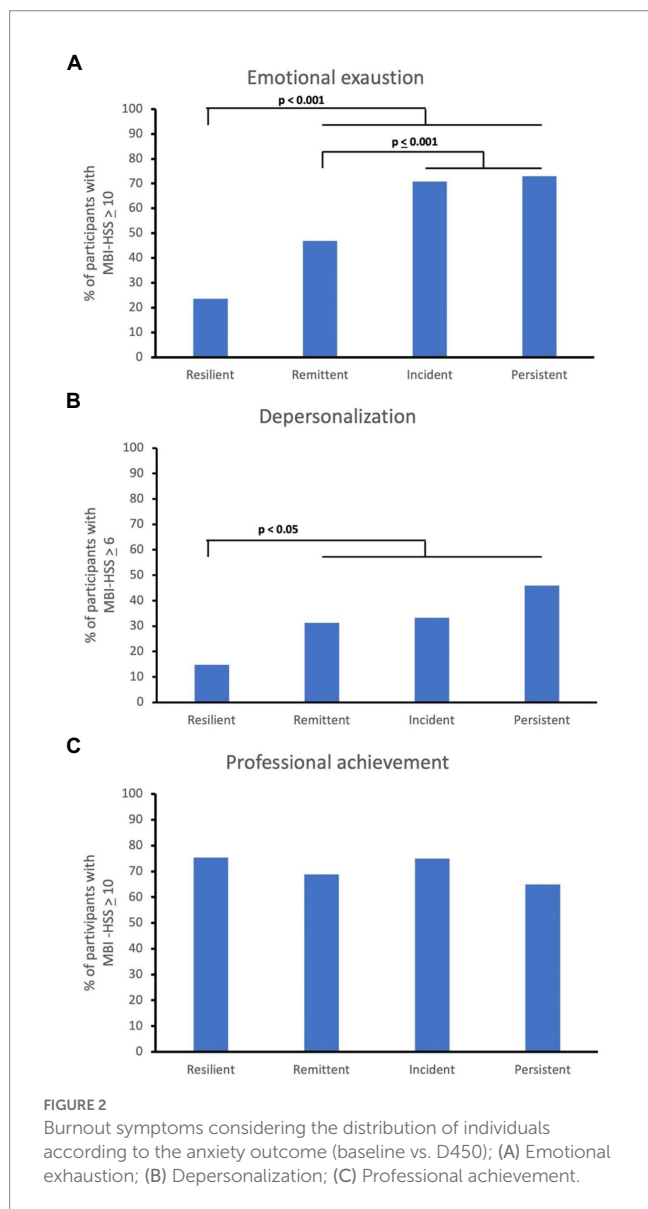 A
Emotional exaustion
p < 0.001
p ≤ 0.001
% of participants with
MBI-HSS ≥ 10
100
90
80
70
60
50
40
30
20
10
0
Resilient Remittent Incident Persistent
B
Depersonalization
p < 0.05
% of participants with
MBI-HSS ≥ 6
100
90
80
70
60
50
40
30
20
10
0
Resilient Remittent Incident Persistent
C
Professional achievement
% of partivipants with
MBI -HSS ≥ 10
100
90
80
70
60
50
40
30
20
10
0
Resilient Remittent Incident Persistent
FIGURE 2
Burnout symptoms considering the distribution of individuals
according to the anxiety outcome (baseline vs. D450); (A) Emotional
exhaustion; (B) Depersonalization; (C) Professional achievement.